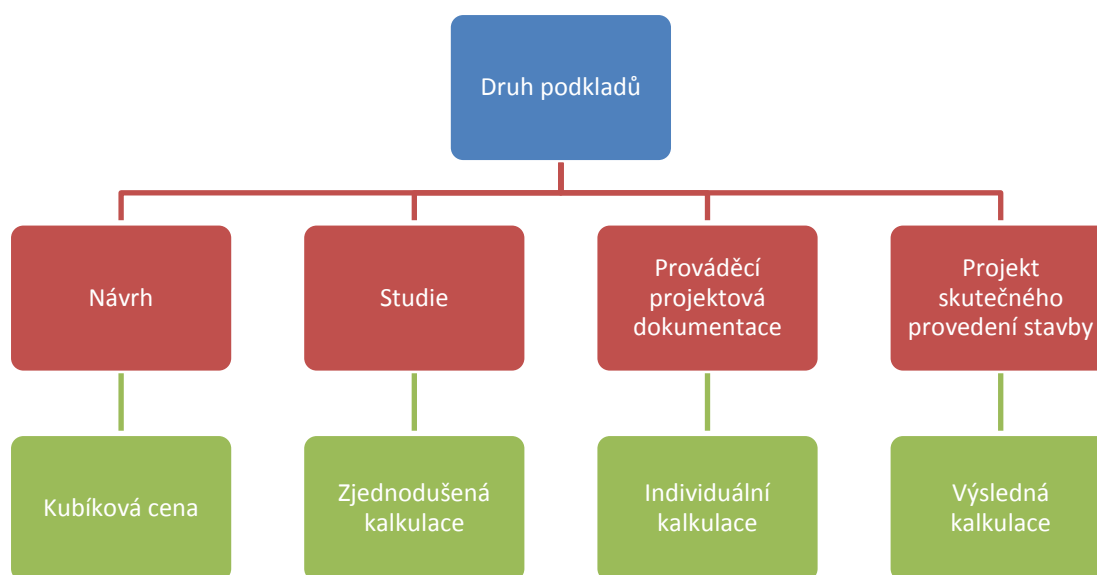 Druh podkladů
Návrh
Studie
Prováděcí
projektová
dokumentace
Projekt
skutečného
provedení stavby
Kubíková cena
Zjednodušená
kalkulace
Individuální
kalkulace
Výsledná
kalkulace